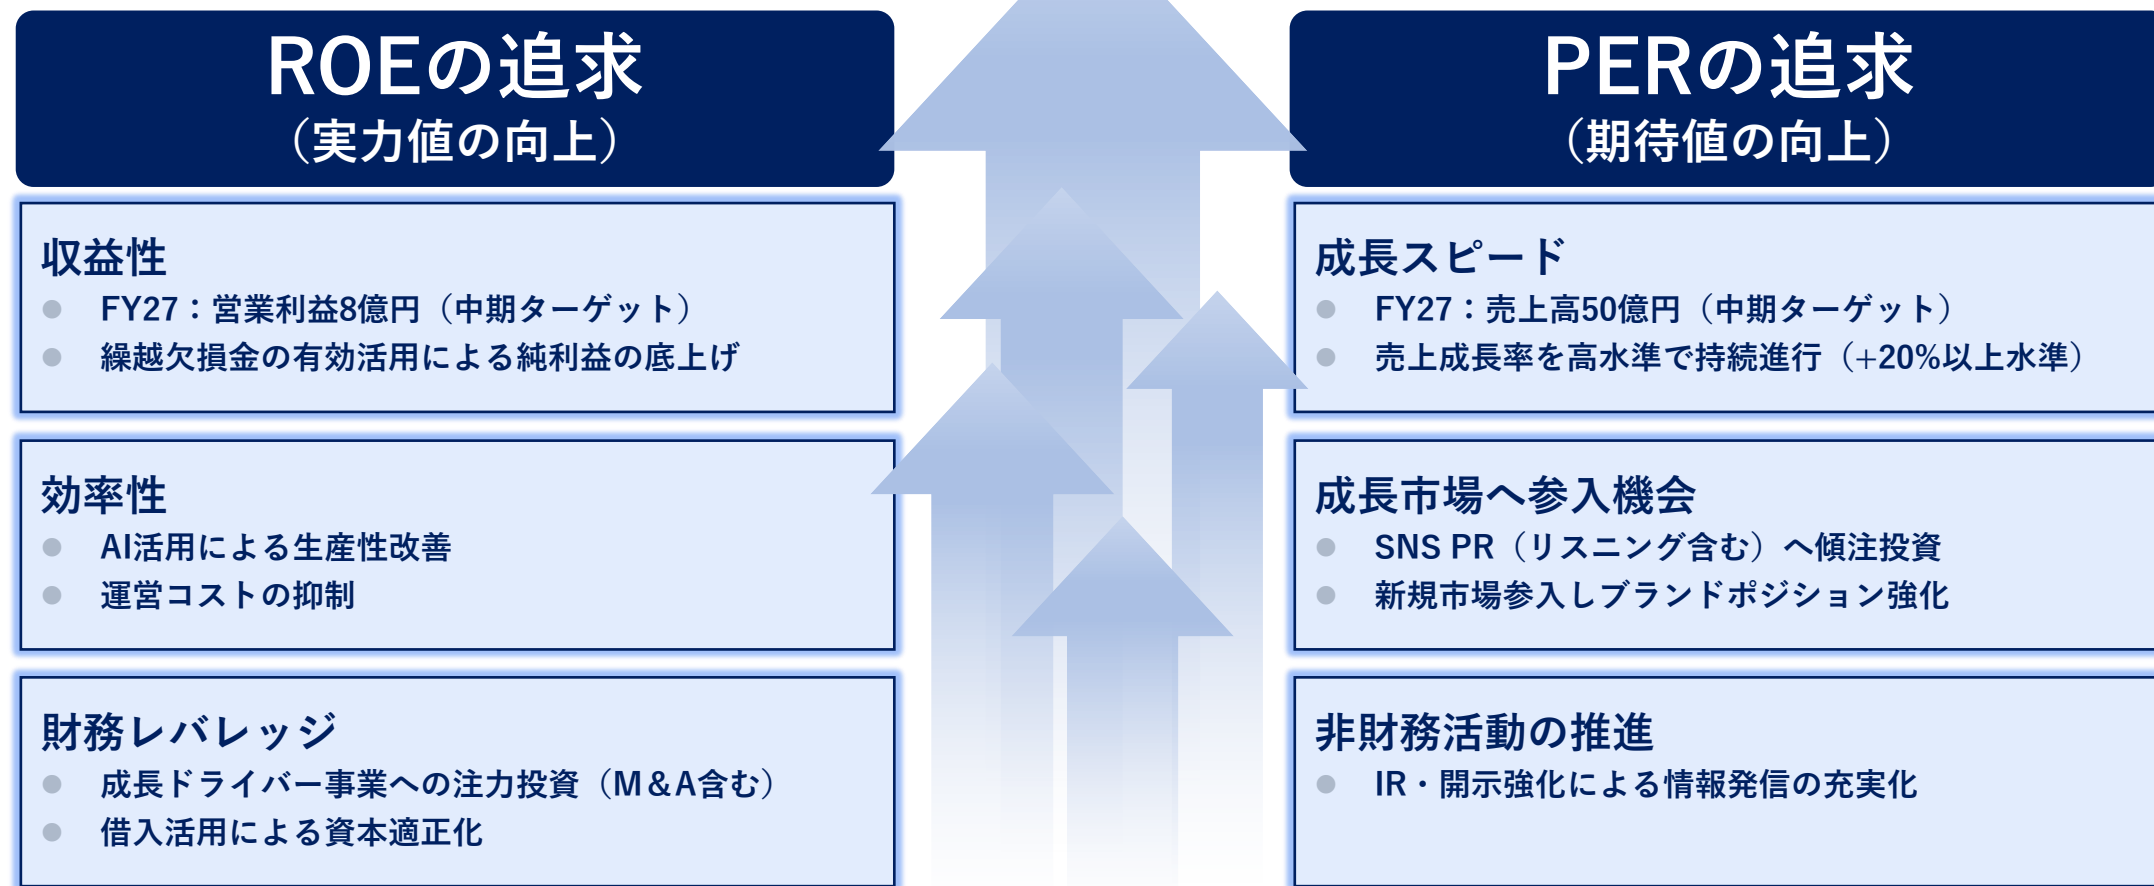 ROEの追求
（実力値の向上）
収益性
● FY27：営業利益8億円（中期ターゲット）
● 繰越欠損金の有効活用による純利益の底上げ
効率性
● AI活用による生産性改善
● 運営コストの抑制
財務レバレッジ
● 成長ドライバー事業への注力投資（M＆A含む）
● 借入活用による資本適正化
PERの追求
（期待値の向上）
成長スピード
● FY27：売上高50億円（中期ターゲット）
● 売上成長率を高水準で持続進行（+20%以上水準）
成長市場へ参入機会
● SNS PR（リスニング含む）へ傾注投資
● 新規市場参入しブランドポジション強化
非財務活動の推進
● IR・開示強化による情報発信の充実化